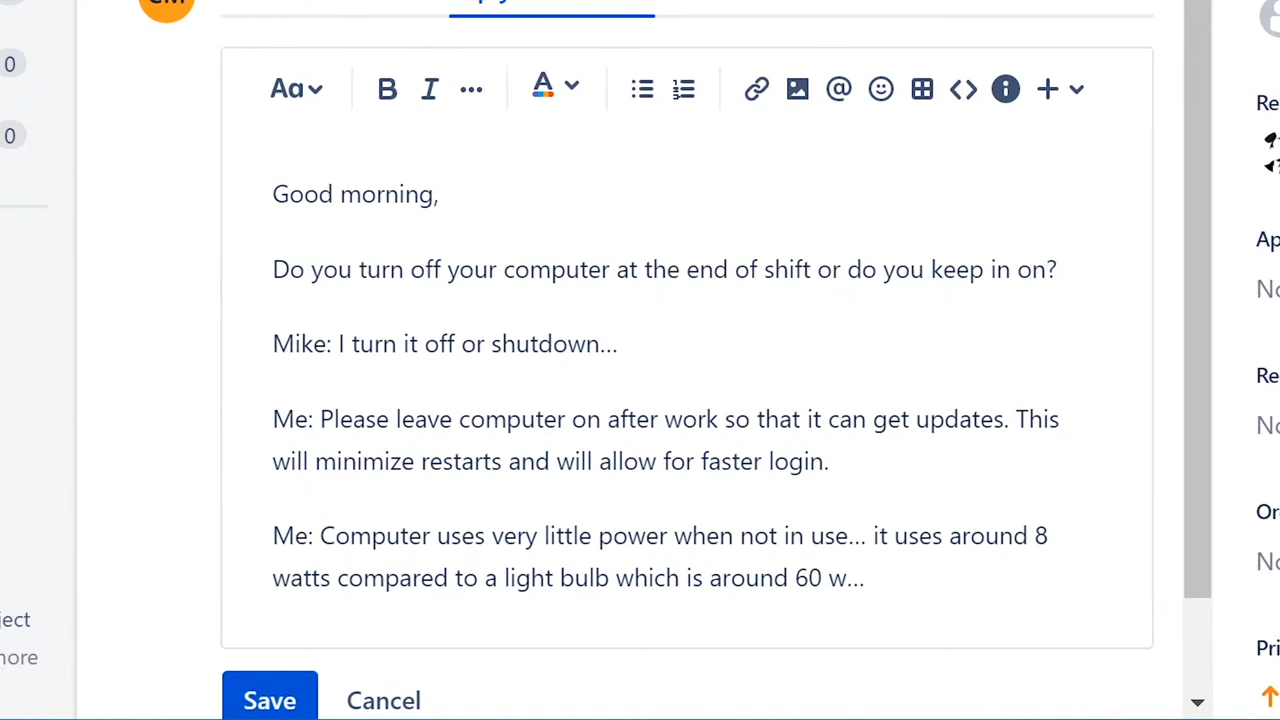 0
0
Aa
B I ... A @ <> i +
Good morning,
Do you turn off your computer at the end of shift or do you keep in on?
Mike: I turn it off or shutdown...
Me: Please leave computer on after work so that it can get updates. This
will minimize restarts and will allow for faster login.
Me: Computer uses very little power when not in use... it uses around 8
watts compared to a light bulb which is around 60 w...
Save Cancel